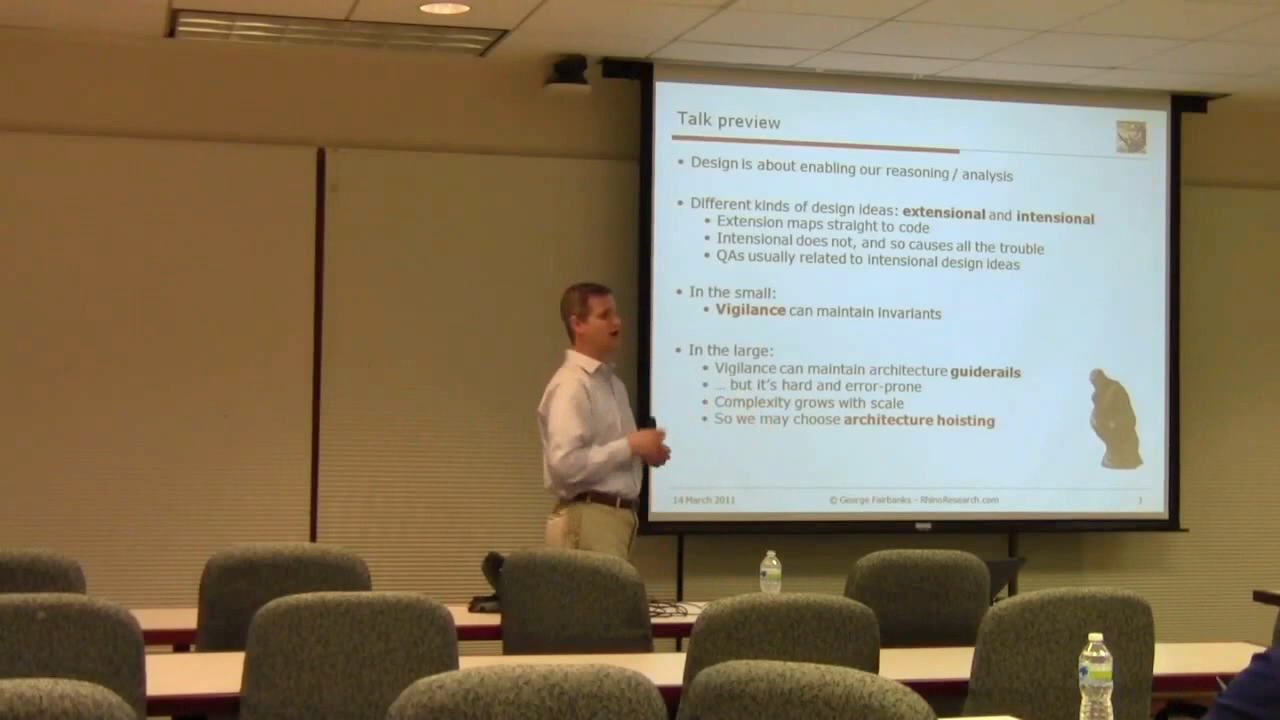 Talk preview
• Design is about enabling our reasoning / analysis
• Different kinds of design ideas: extensional and intensional
• Extension maps straight to code
• Intensional does not, and so causes all the trouble
• QAs usually related to intensional design ideas
• In the small:
• Vigilance can maintain invariants
• In the large:
• Vigilance can maintain architecture guiderails
• … but it's hard and error-prone
• Complexity grows with scale
• So we may choose architecture hoisting
14 March 2011 © George Fairbanks - RhinoResearch.com 3